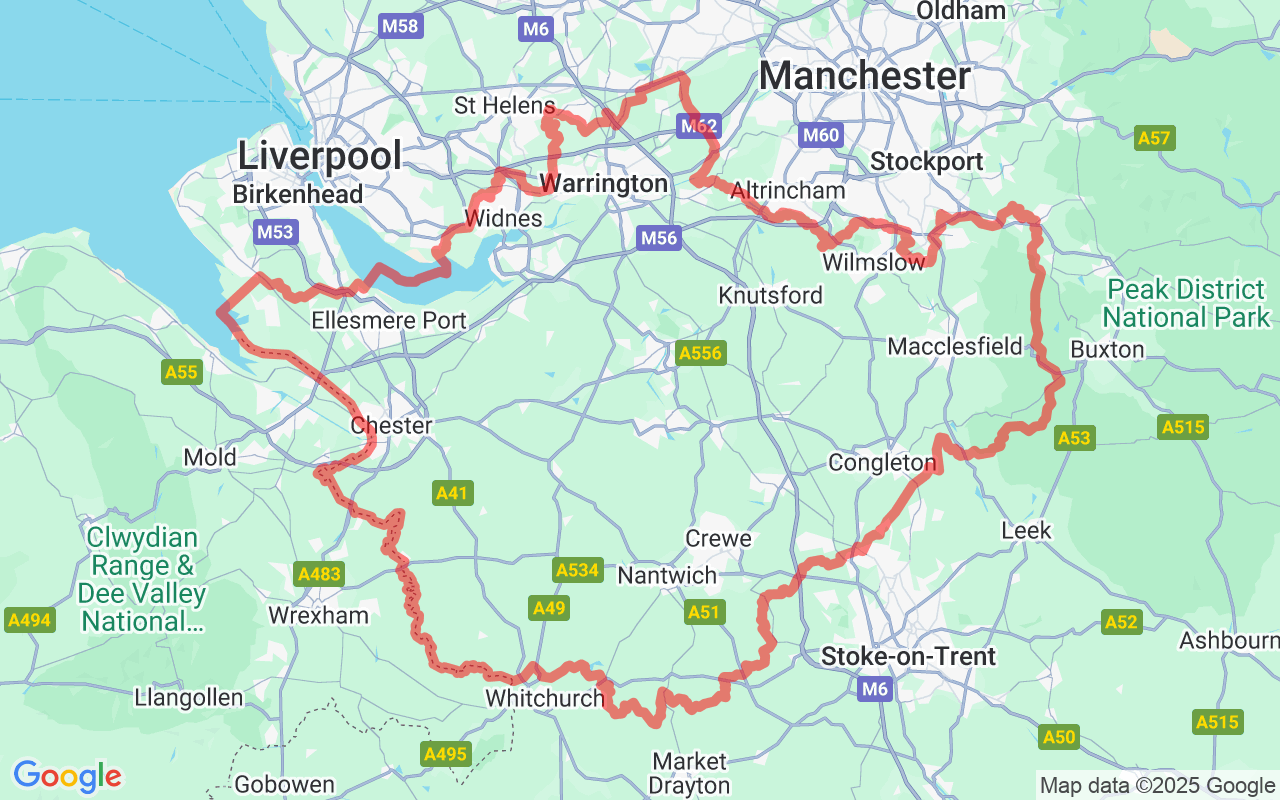 Oldham
M58
M6
Manchester
St Helens
M62
M60
A57
Liverpool
Stockport
Birkenhead
Warrington
Altrincham
Widnes
M53
M56
Wilmslow
Knutsford
Peak District
National Park
Ellesmere Port
Macclesfield
Buxton
A556
A55
Chester
A515
A53
Mold
Congleton
A41
Leek
Crewe
Clwydian
Range &
Dee Valley
National...
A483
A534
Nantwich
A494
Wrexham
A49
A51
A52
Ashbourn
Stoke-on-Trent
M6
Llangollen
Whitchurch
A515
A50
A495
Market
Drayton
Gobowen
Google
Map data ©2025 Google